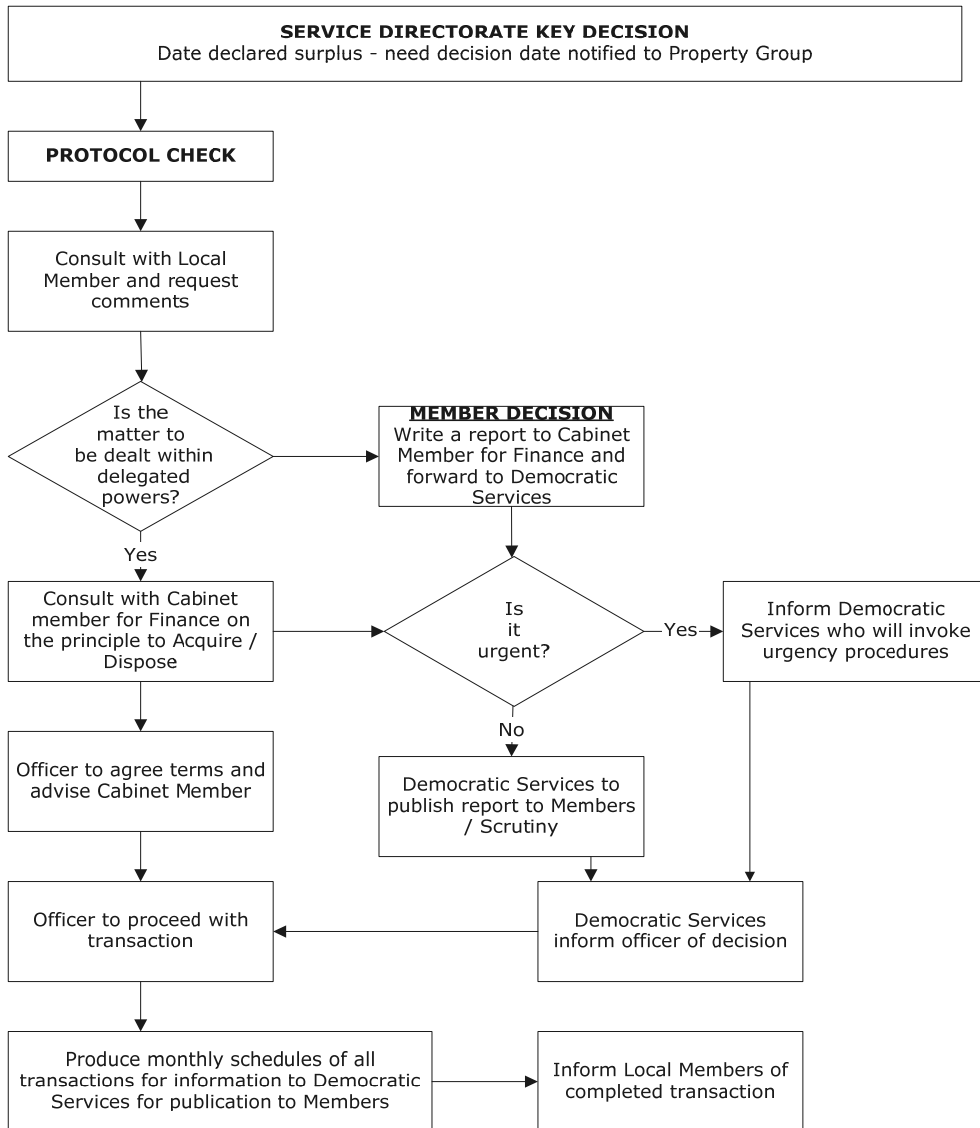 SERVICE DIRECTORATE KEY DECISION
Date declared surplus - need decision date notified to Property Group
PROTOCOL CHECK
Consult with Local
Member and request
comments
Is the
matter to
be dealt within
delegated
powers?
MEMBER DECISION
Write a report to Cabinet
Member for Finance and
forward to Democratic
Services
Yes
Consult with Cabinet
member for Finance on
the principle to Acquire /
Dispose
Is
it
urgent?
Yes
Inform Democratic
Services who will invoke
urgency procedures
No
Officer to agree terms and
advise Cabinet Member
Democratic Services to
publish report to Members
/ Scrutiny
Officer to proceed with
transaction
Democratic Services
inform officer of decision
Produce monthly schedules of all
transactions for information to Democratic
Services for publication to Members
Inform Local Members of
completed transaction